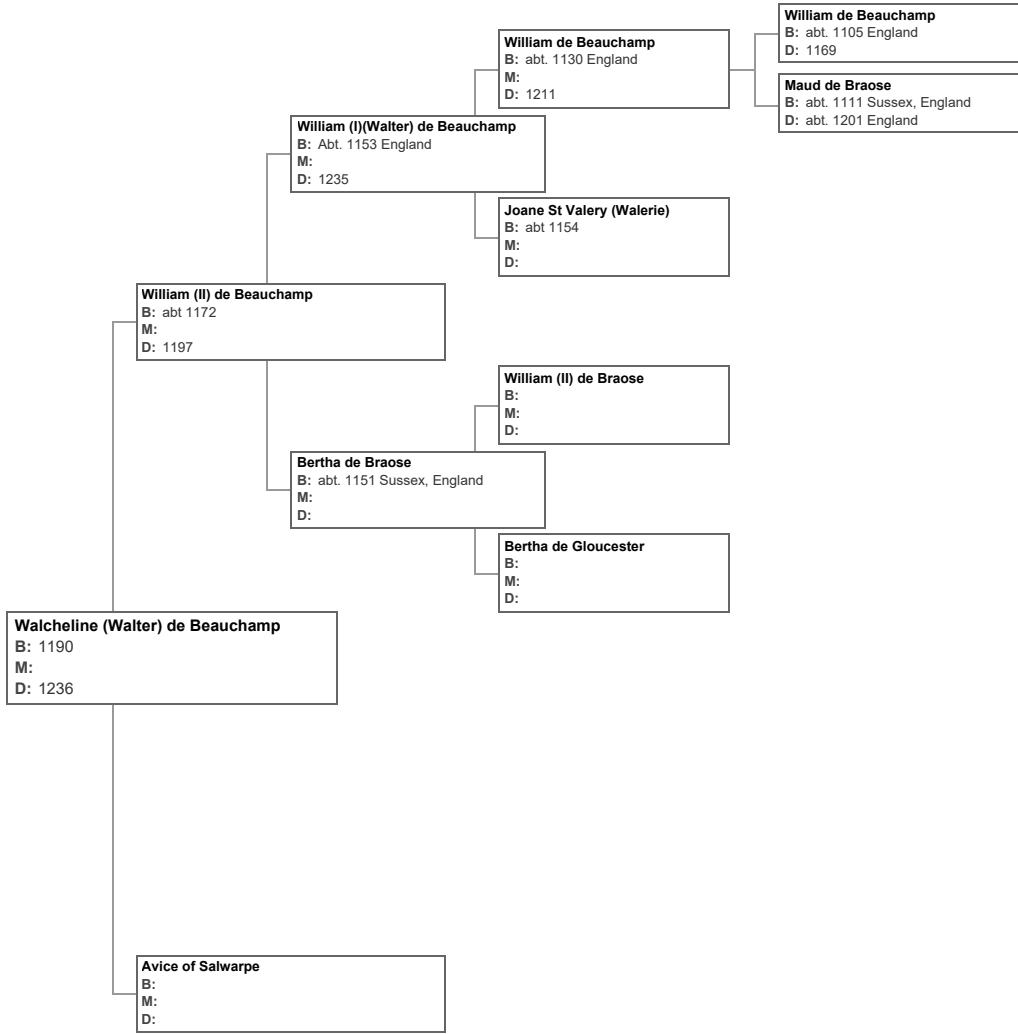 William de Beauchamp
B: abt. 1105 England
D: 1169
William de Beauchamp
B: abt. 1130 England
M:
D: 1211
Maud de Braose
B: abt. 1111 Sussex, England
D: abt. 1201 England
William (I)(Walter) de Beauchamp
B: Abt. 1153 England
M:
D: 1235
Joane St Valery (Walerie)
B: abt 1154
M:
D:
William (II) de Beauchamp
B: abt 1172
M:
D: 1197
William (II) de Braose
B:
M:
D:
Bertha de Braose
B: abt. 1151 Sussex, England
M:
D:
Bertha de Gloucester
B:
M:
D:
Walcheline (Walter) de Beauchamp
B: 1190
M:
D: 1236
Avice of Salwarpe
B:
M:
D: